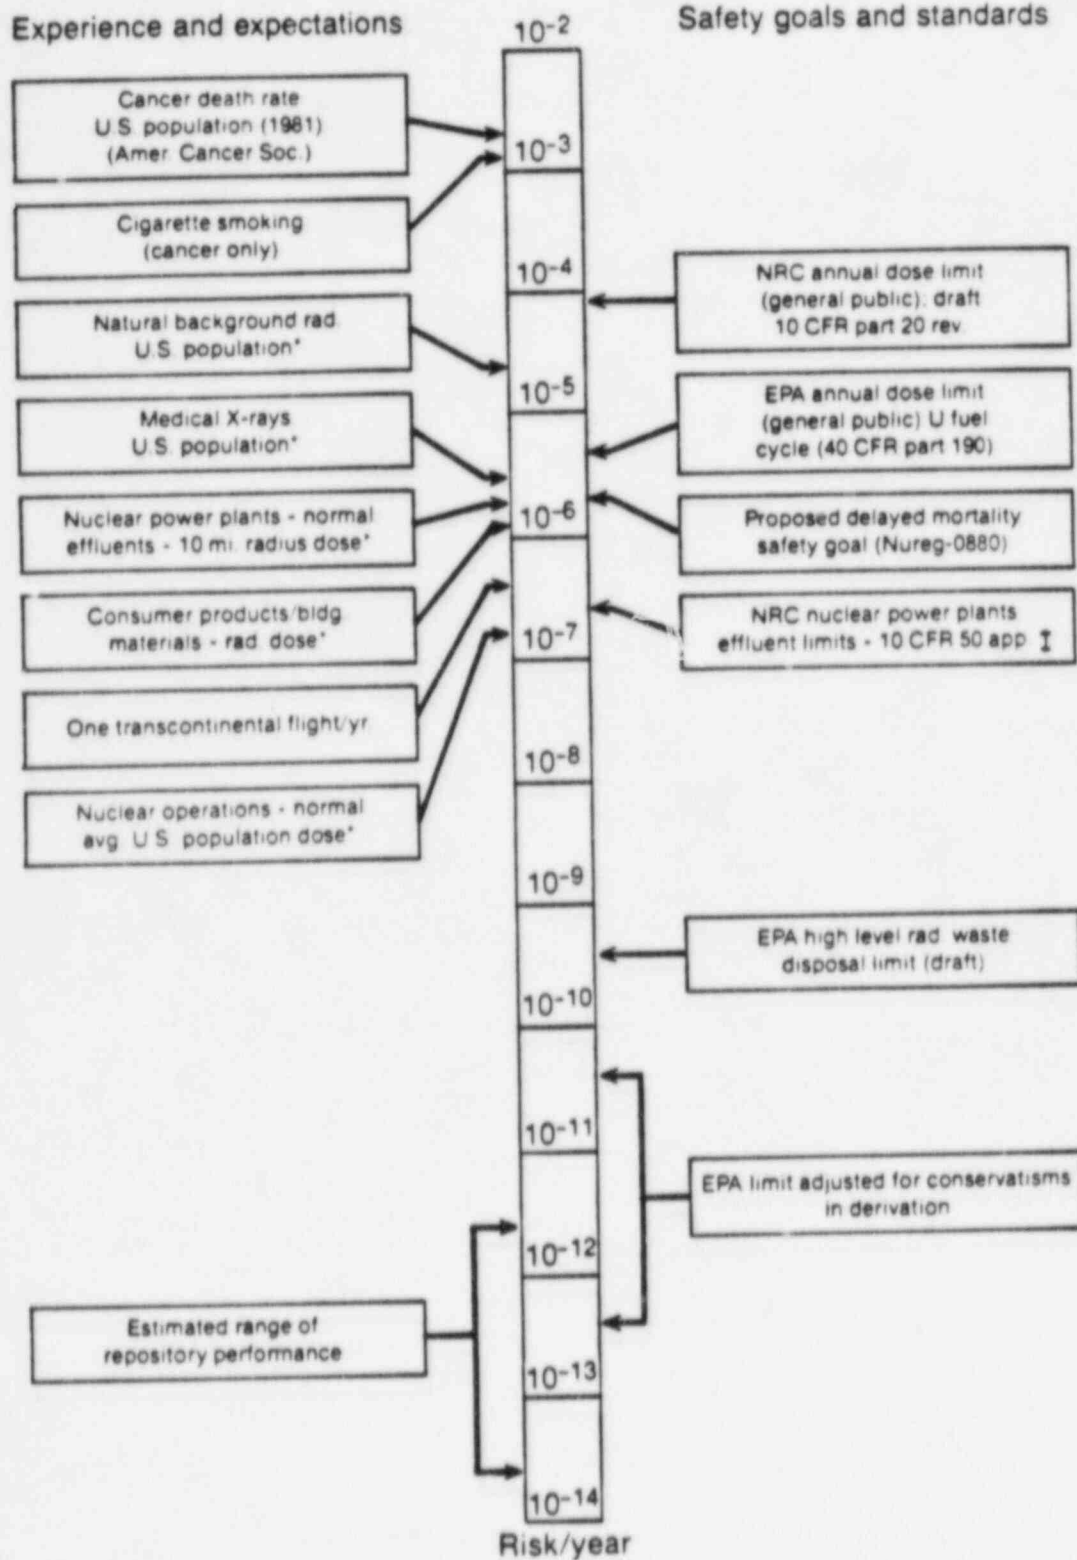 Experience and expectations
Safety goals and standards
10⁻²
Cancer death rate
U.S. population (1981)
(Amer. Cancer Soc.)
10⁻³
Cigarette smoking
(cancer only)
10⁻⁴
NRC annual dose limit
(general public): draft
10 CFR part 20 rev.
Natural background rad.
U.S. population*
10⁻⁵
EPA annual dose limit
(general public) U fuel
cycle (40 CFR part 190)
Medical X-rays
U.S. population*
10⁻⁶
Nuclear power plants - normal
effluents - 10 mi. radius dose*
Proposed delayed mortality
safety goal (Nureg-0880)
Consumer products/bldg.
materials - rad. dose*
10⁻⁷
NRC nuclear power plants
effluent limits - 10 CFR 50 app I
One transcontinental flight/yr.
10⁻⁸
Nuclear operations - normal
avg. U.S. population dose*
10⁻⁹
EPA high level rad. waste
disposal limit (draft)
10⁻¹⁰
10⁻¹¹
EPA limit adjusted for conservatisms
in derivation
10⁻¹²
Estimated range of
repository performance
10⁻¹³
10⁻¹⁴
Risk/year